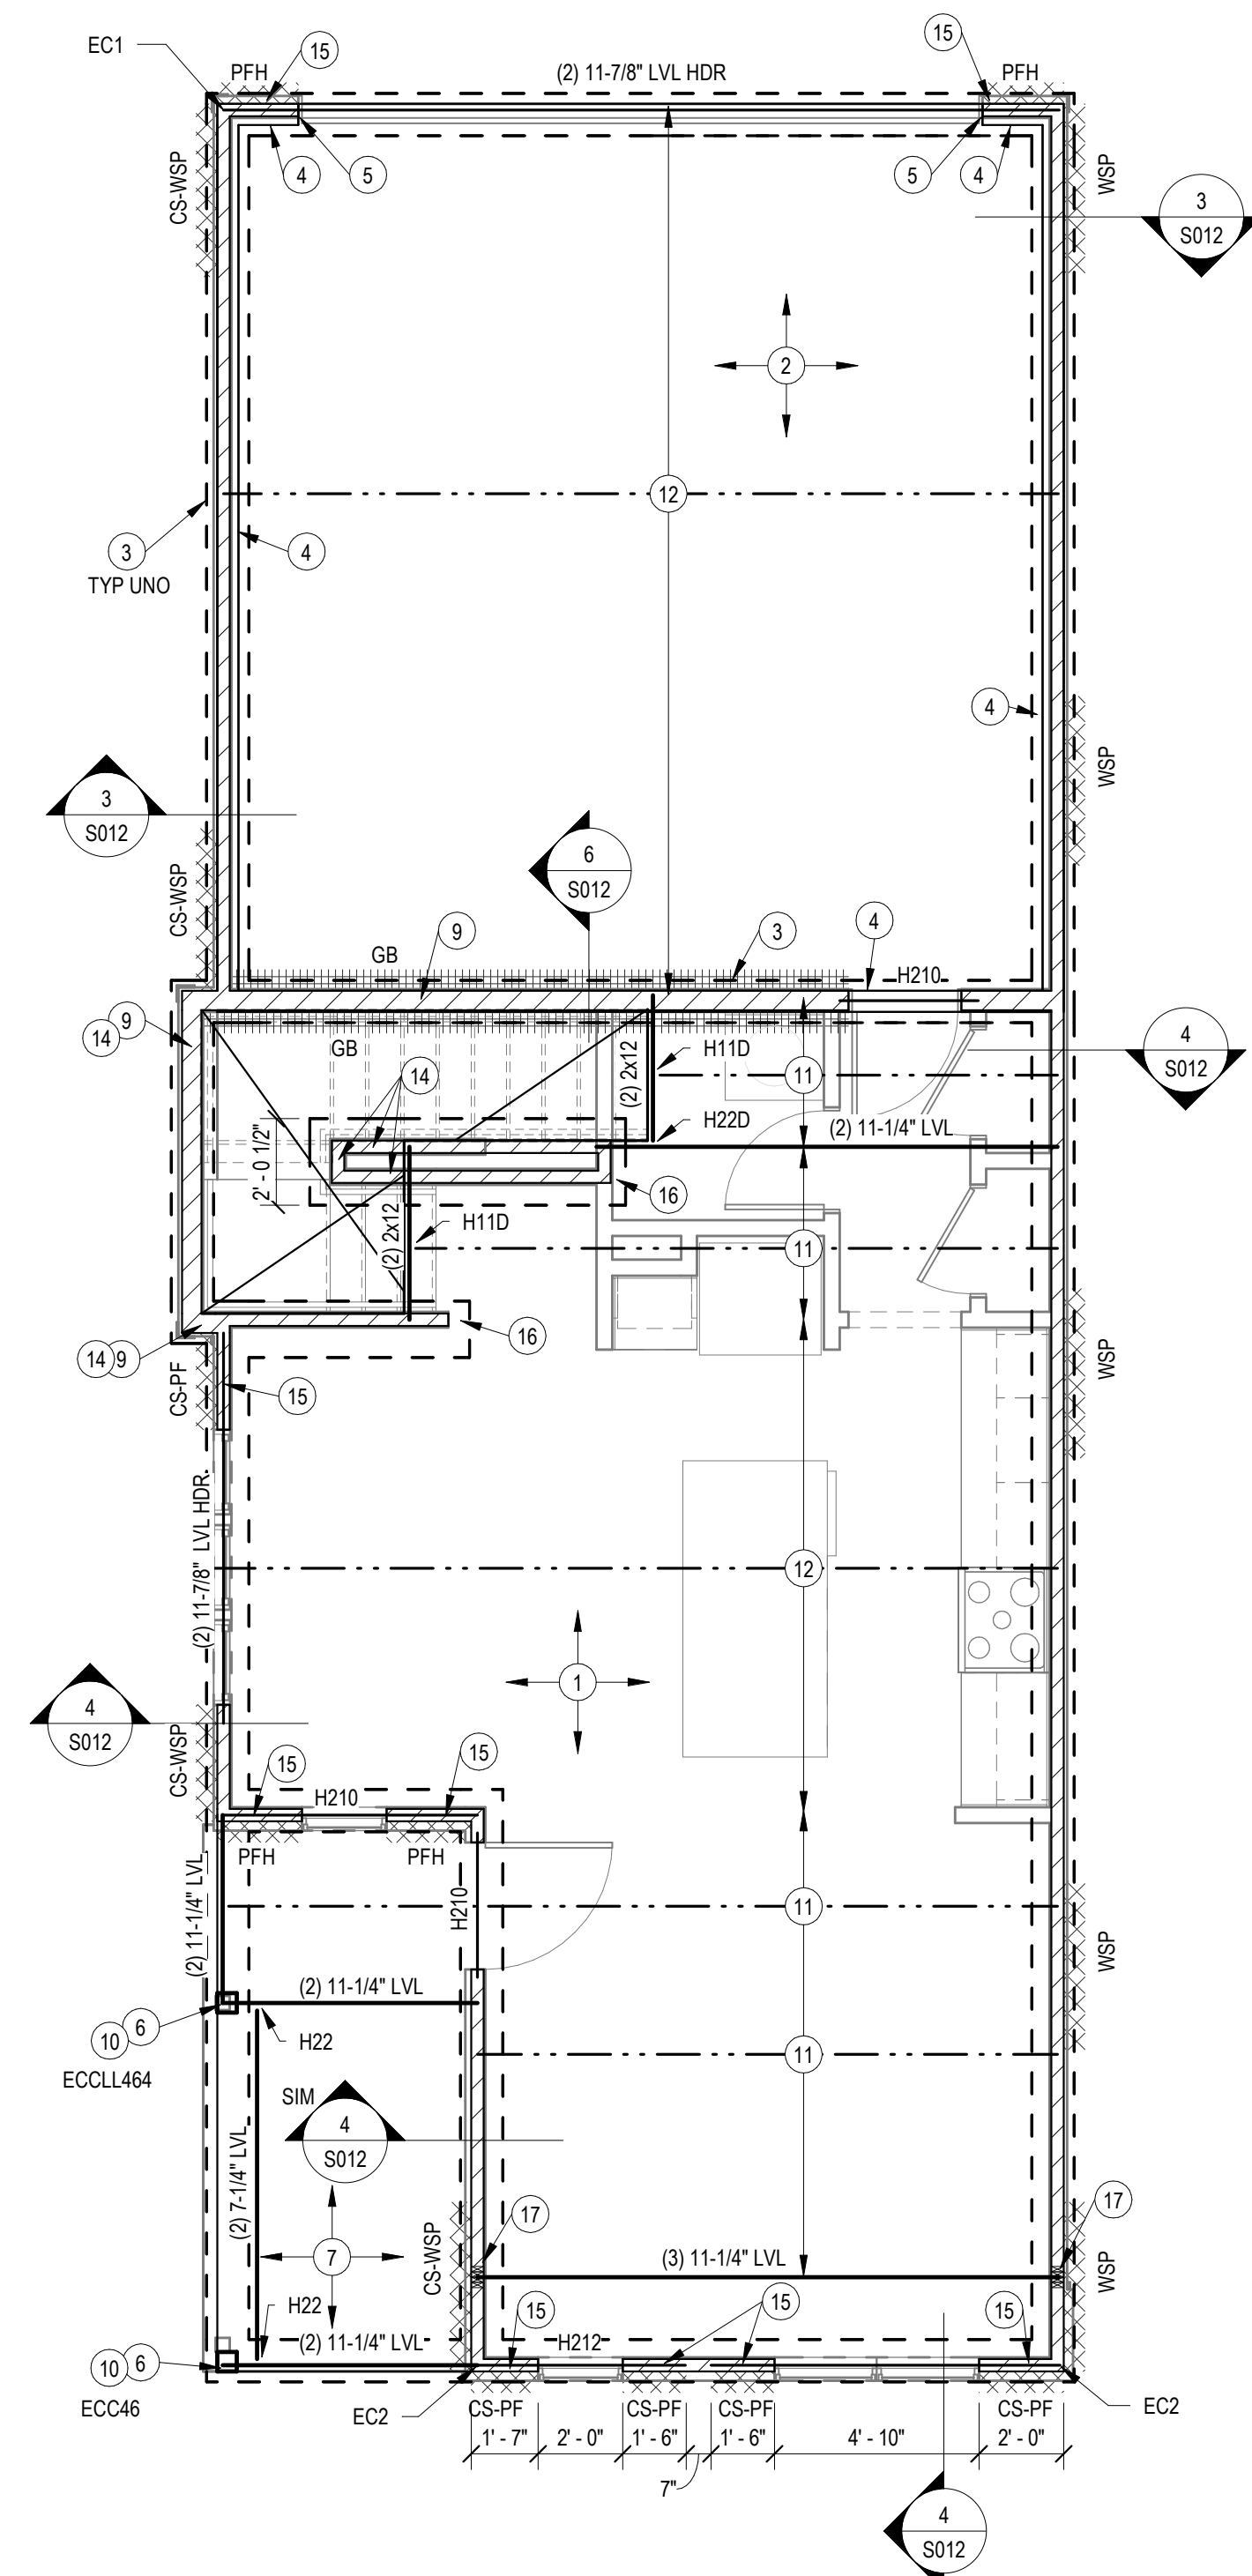 EC1
15
PFH
(2) 11-7/8" LVL HDR
15
PFH
CS-WSP
4
5
5
4
WSP
3
S012
2
12
3
TYP UNO
4
4
WSP
3
S012
6
S012
CS-WSP
GB
9
3
4
H210
9
14
GB
14
(2) 2x12
H11D
11
4
S012
H22D
(2) 11-1/4" LVL
2' - 0 1/2"
16
(2) 2x12
H11D
11
16
14
9
CS-PF
15
WSP
(2) 11-7/8" LVL HDR
12
1
4
S012
CS-WSP
15
H210
15
PFH
PFH
(2) 11-1/4" LVL
H210
11
WSP
(2) 11-1/4" LVL
10
6
H22
ECCLL464
11
SIM
4
S012
(2) 7-1/4" LVL
7
17
17
CS-WSP
(3) 11-1/4" LVL
WSP
H22
15
15
15
(2) 11-1/4" LVL
H212
10
6
ECC46
EC2
CS-PF
CS-PF
CS-PF
CS-PF
EC2
1' - 7"
2' - 0"
1' - 6"
1' - 6"
4' - 10"
2' - 0"
7"
4
S012